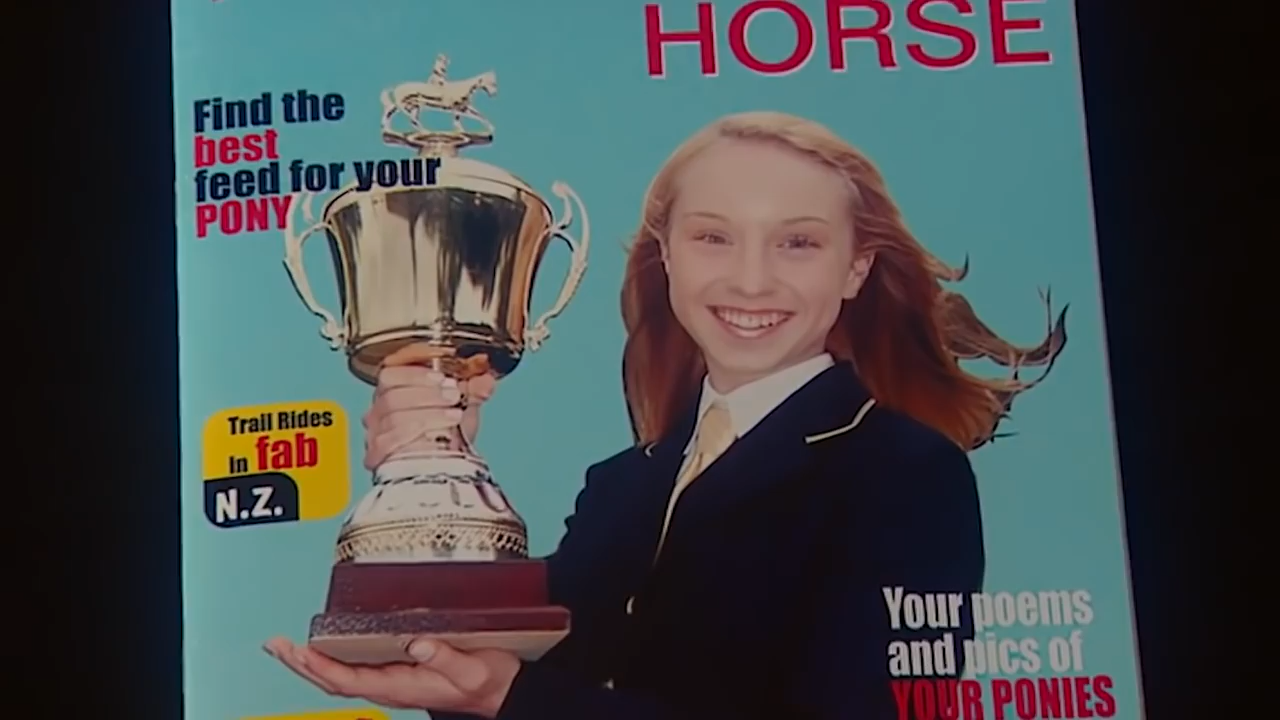 HORSE
Find the
best
feed for your
PONY
Trail Rides
In fab
N.Z.
Your poems
and pics of
YOUR PONIES